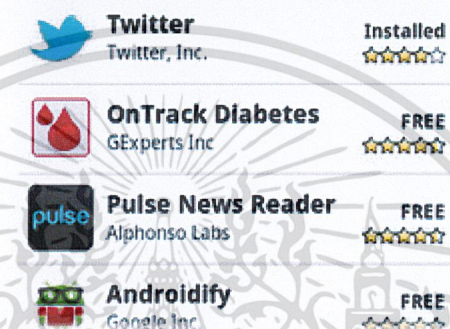 Twitter
Installed
Twitter, Inc.
OnTrack Diabetes
FREE
GExperts Inc
pulse
Pulse News Reader
FREE
Alphonso Labs
Androidify
FREE
Google Inc